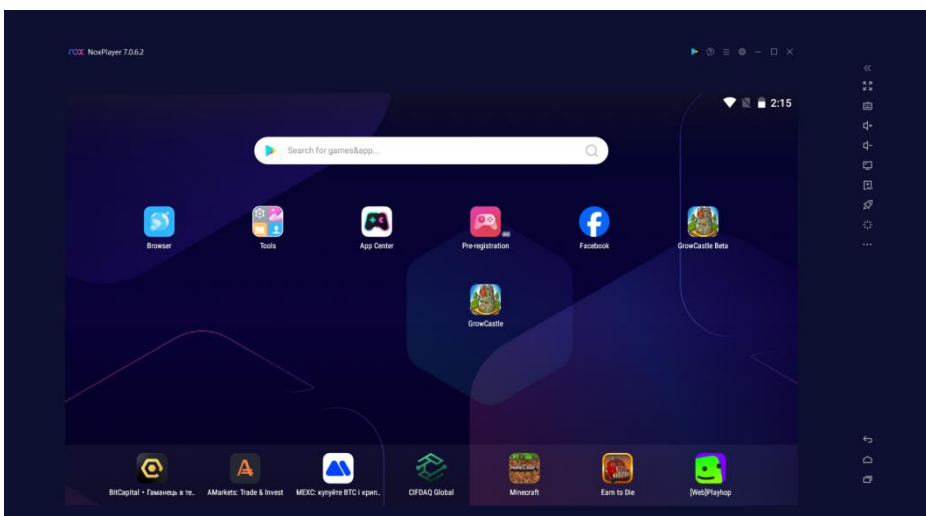 nox NoxPlayer 7.0.6.2
2:15
Search for games&app...
Browser
Tools
App Center
Pre-registration
Facebook
GrowCastle Beta
GrowCastle
BitCapital • Гаманець в те..
AMarkets: Trade & Invest
MEXC: купуйте BTC і крип..
CIFDAQ Global
Minecraft
Earn to Die
[Web]Playhop